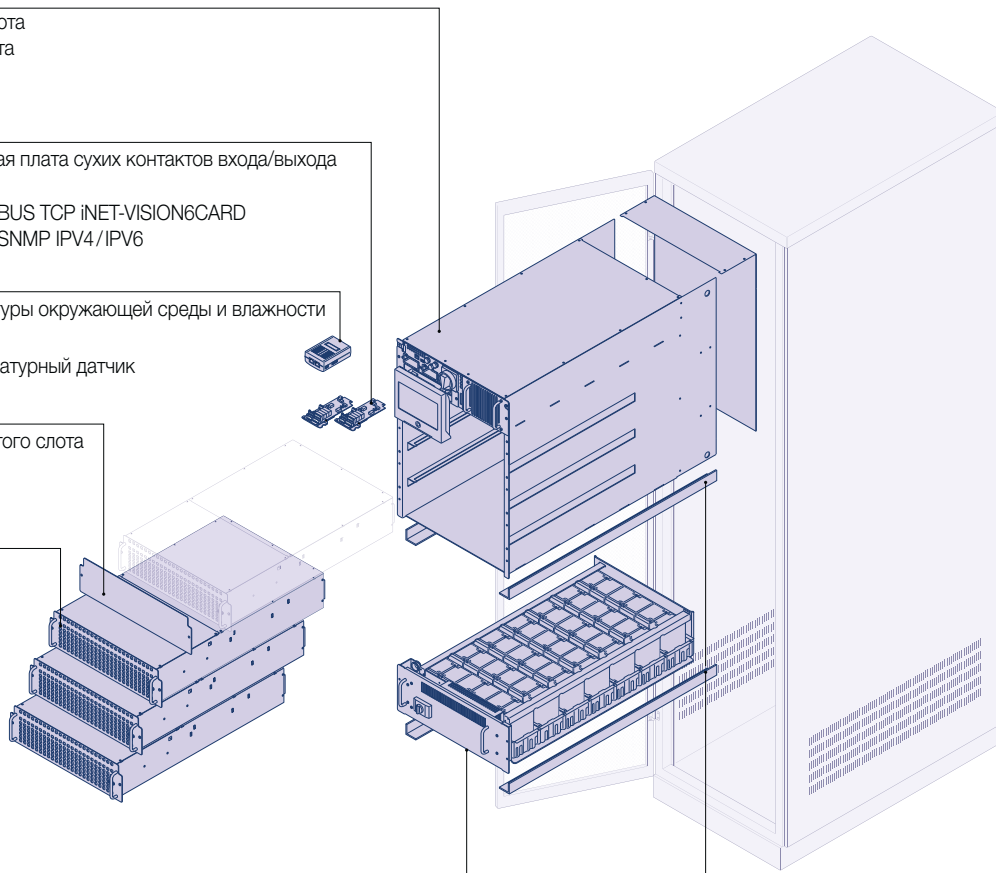 ота
та
ая плата сухих контактов входа/выхода
BUS TCP iNET-VISION6CARD
SNMP IPV4/IPV6
туры окружающей среды и влажности
атурный датчик
того слота